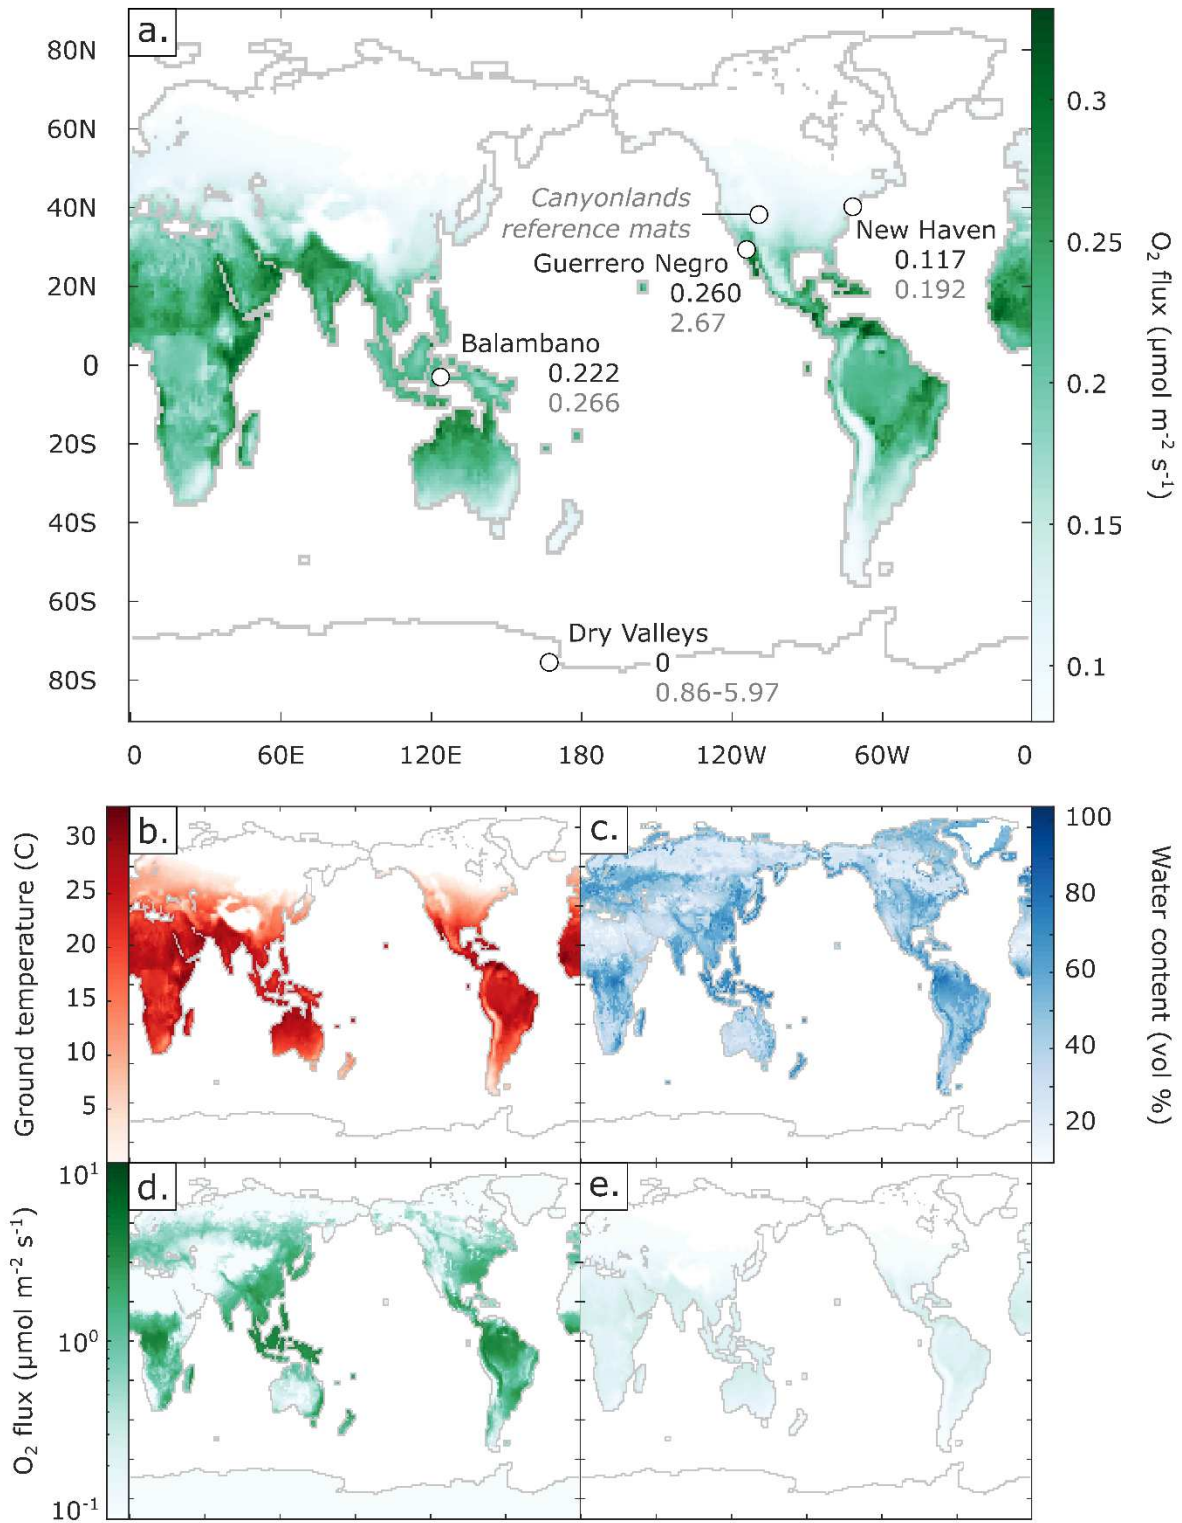 a.
80N
60N
40N
20N
0
20S
40S
60S
80S
Canyonlands
reference mats
New Haven
0.117
0.192
Guerrero Negro
0.260
2.67
Balambano
0.222
0.266
Dry Valleys
0
0.86-5.97
0
60E
120E
180
120W
60W
0
0.3
0.25
0.2
0.15
0.1
O₂ flux (μmol m⁻² s⁻¹)
b.
30
25
20
15
10
5
Ground temperature (C)
c.
100
80
60
40
20
Water content (vol %)
d.
10¹
10⁰
10⁻¹
O₂ flux (μmol m⁻² s⁻¹)
e.